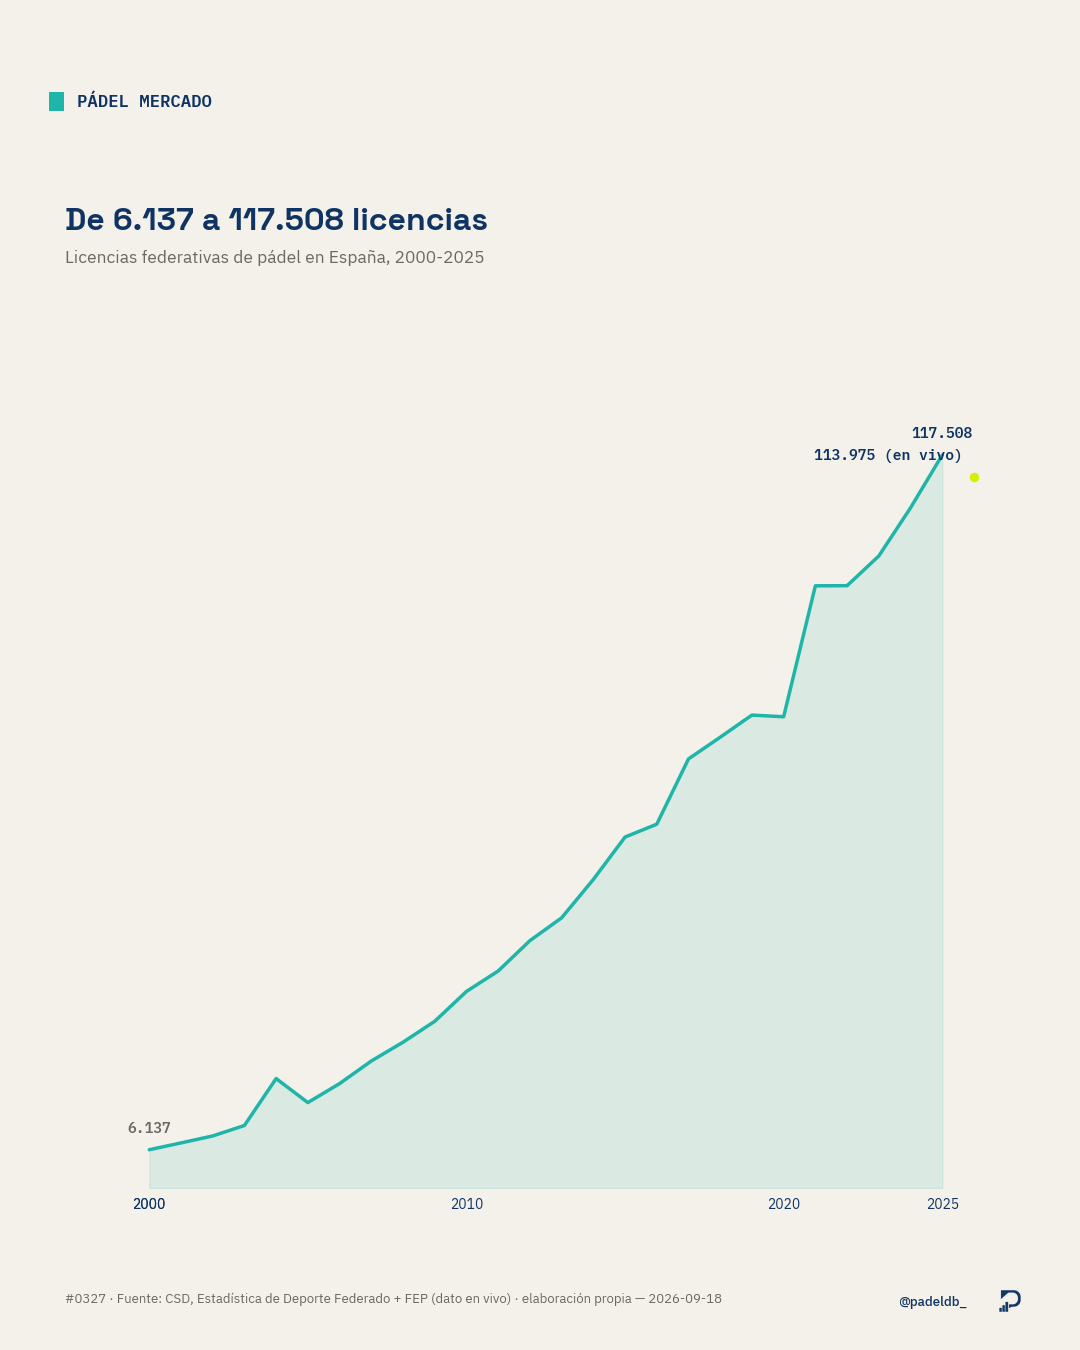 PÁDEL MERCADO
De 6.137 a 117.508 licencias
Licencias federativas de pádel en España, 2000-2025
117.508
113.975 (en vivo)
6.137
2000 2010 2020 2025
#0327 · Fuente: CSD, Estadística de Deporte Federado + FEP (dato en vivo) · elaboración propia — 2026-09-18
@padeldb_